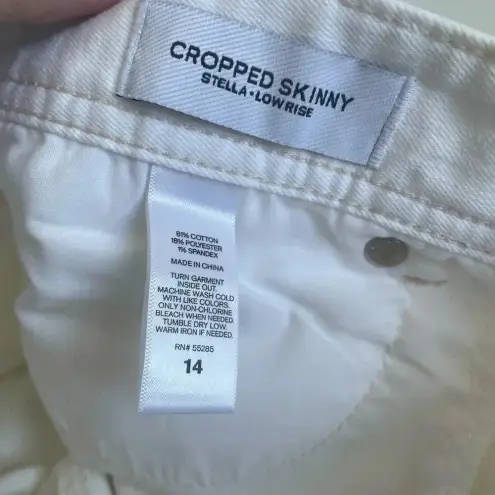 CROPPED SKINNY
STELLA • LOW RISE
81% COTTON
18% POLYESTER
1% SPANDEX
MADE IN CHINA
TURN GARMENT
INSIDE OUT.
MACHINE WASH COLD
WITH LIKE COLORS.
ONLY NON-CHLORINE
BLEACH WHEN NEEDED.
TUMBLE DRY LOW.
WARM IRON IF NEEDED.
RN# 55285
14